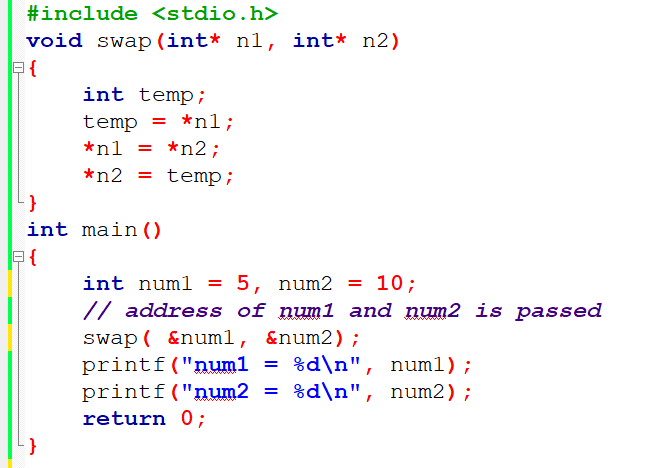 #include <stdio.h>
void swap(int* n1, int* n2)
{
    int temp;
    temp = *n1;
    *n1 = *n2;
    *n2 = temp;
}
int main()
{
    int num1 = 5, num2 = 10;
    // address of num1 and num2 is passed
    swap( &num1, &num2);
    printf("num1 = %d\n", num1);
    printf("num2 = %d\n", num2);
    return 0;
}